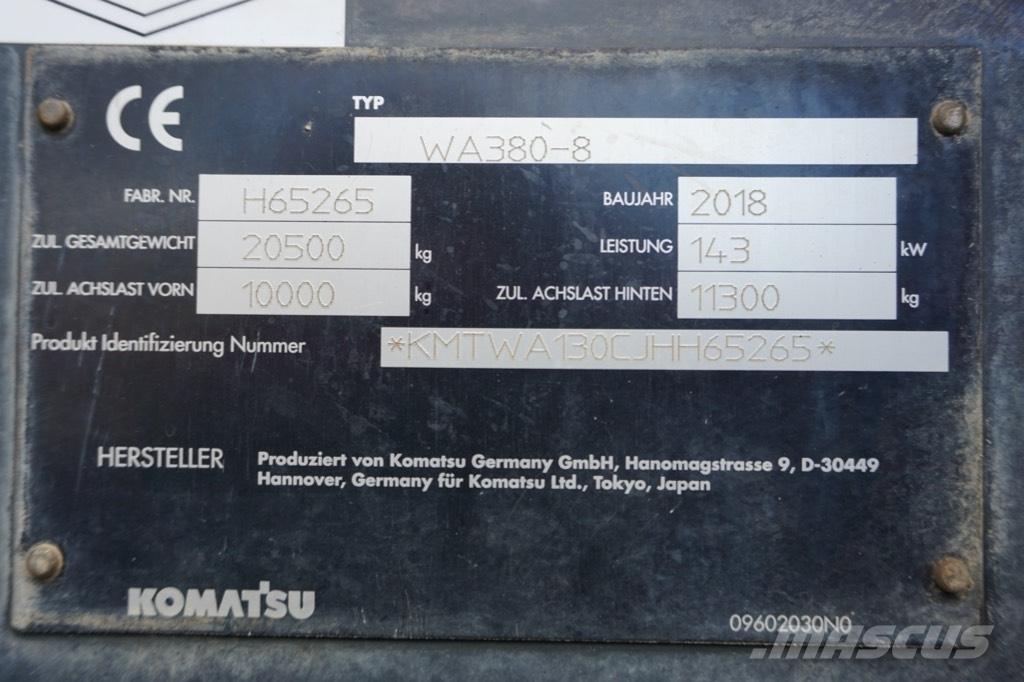 CE
TYP WA380-8
FABR. NR. H65265 BAUJAHR 2018
ZUL. GESAMTGEWICHT 20500 kg LEISTUNG 143 kW
ZUL. ACHSLAST VORN 10000 kg ZUL. ACHSLAST HINTEN 11300 kg
Produkt Identifizierung Nummer *KMTWA130CJHH65265*
HERSTELLER Produziert von Komatsu Germany GmbH, Hanomagstrasse 9, D-30449
Hannover, Germany für Komatsu Ltd., Tokyo, Japan
KOMATSU
09602030N0
MASCUS